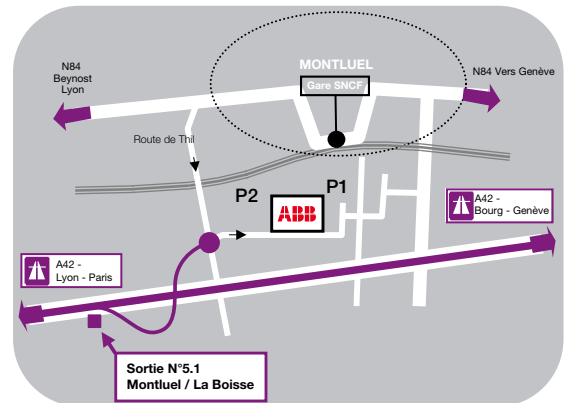 N84
Beynost
Lyon
MONTLUEL
Gare SNCF
N84 Vers Genève
Route de Thil
P2
P1
ABB
A42 -
Bourg - Genève
A42 -
Lyon - Paris
Sortie N°5.1
Montluel / La Boisse